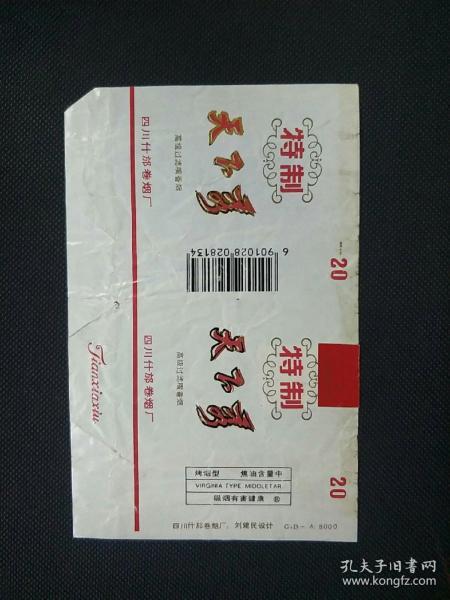 特制
天下秀
高级过滤嘴香烟
四川什邡卷烟厂
20
6 901028 028134
特制
天下秀
高级过滤嘴香烟
四川什邡卷烟厂
Tianxiaxiu
20
烤烟型 焦油含量中
VIRGINIA TYPE MIDDLETAR
吸烟有害健康
四川什邡卷烟厂 刘建民设计 G·B-A 8000
孔夫子旧书网
www.kongfz.com